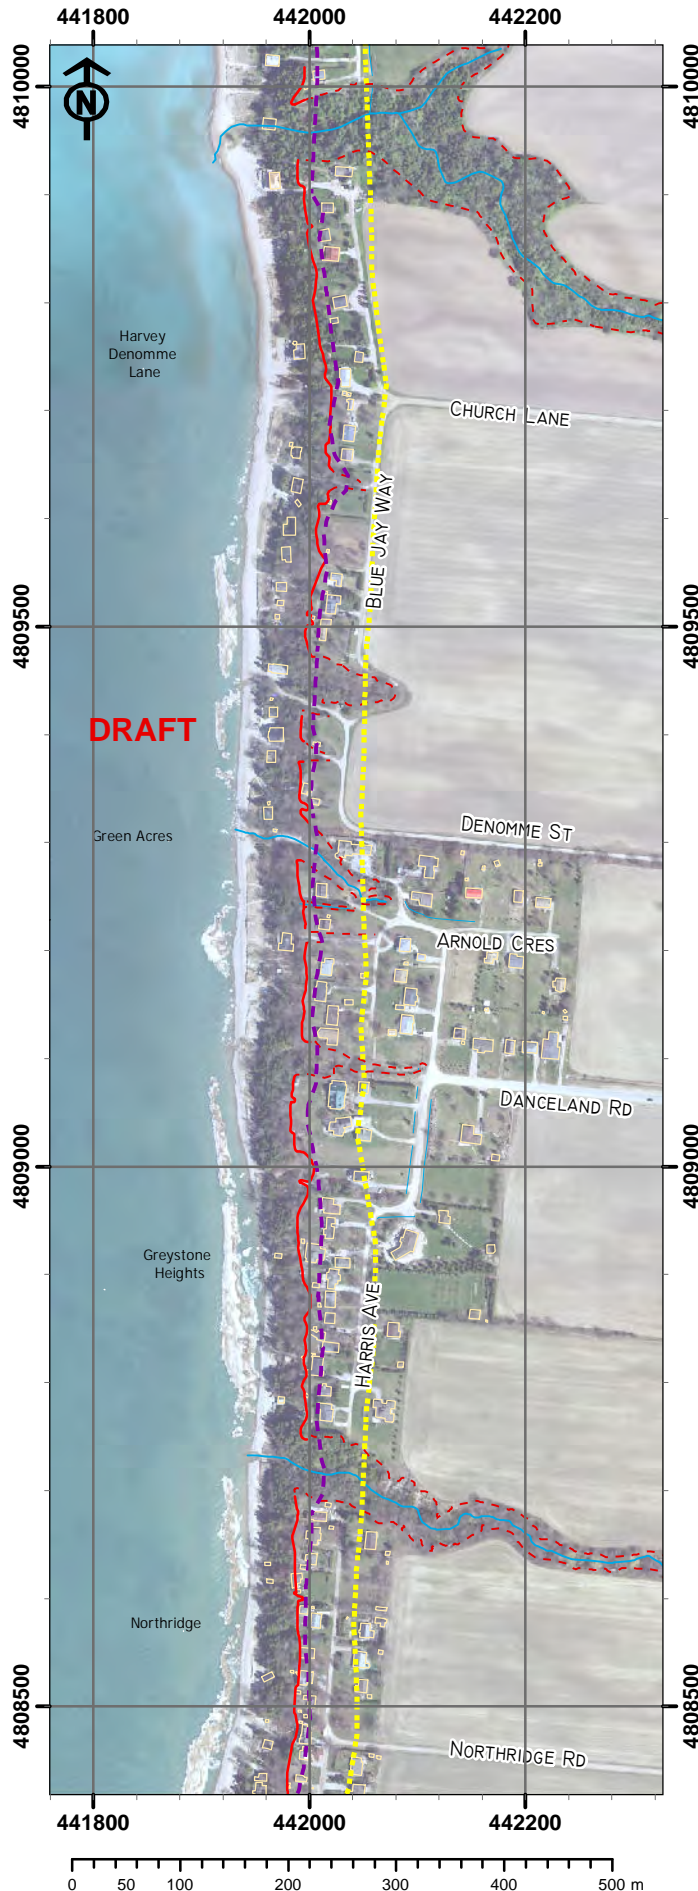 441800 442000 442200
4810000 4810000
N
Harvey
Denomme
Lane
CHURCH LANE
BLUE JAY WAY
4809500 4809500
DRAFT
DENOMME ST
Green Acres
ARNOLD CRES
DANCELAND RD
4809000 4809000
Greystone
Heights
HARRIS AVE
Northridge
4808500 4808500
NORTHRIDGE RD
441800 442000 442200
0 50 100 200 300 400 500 m